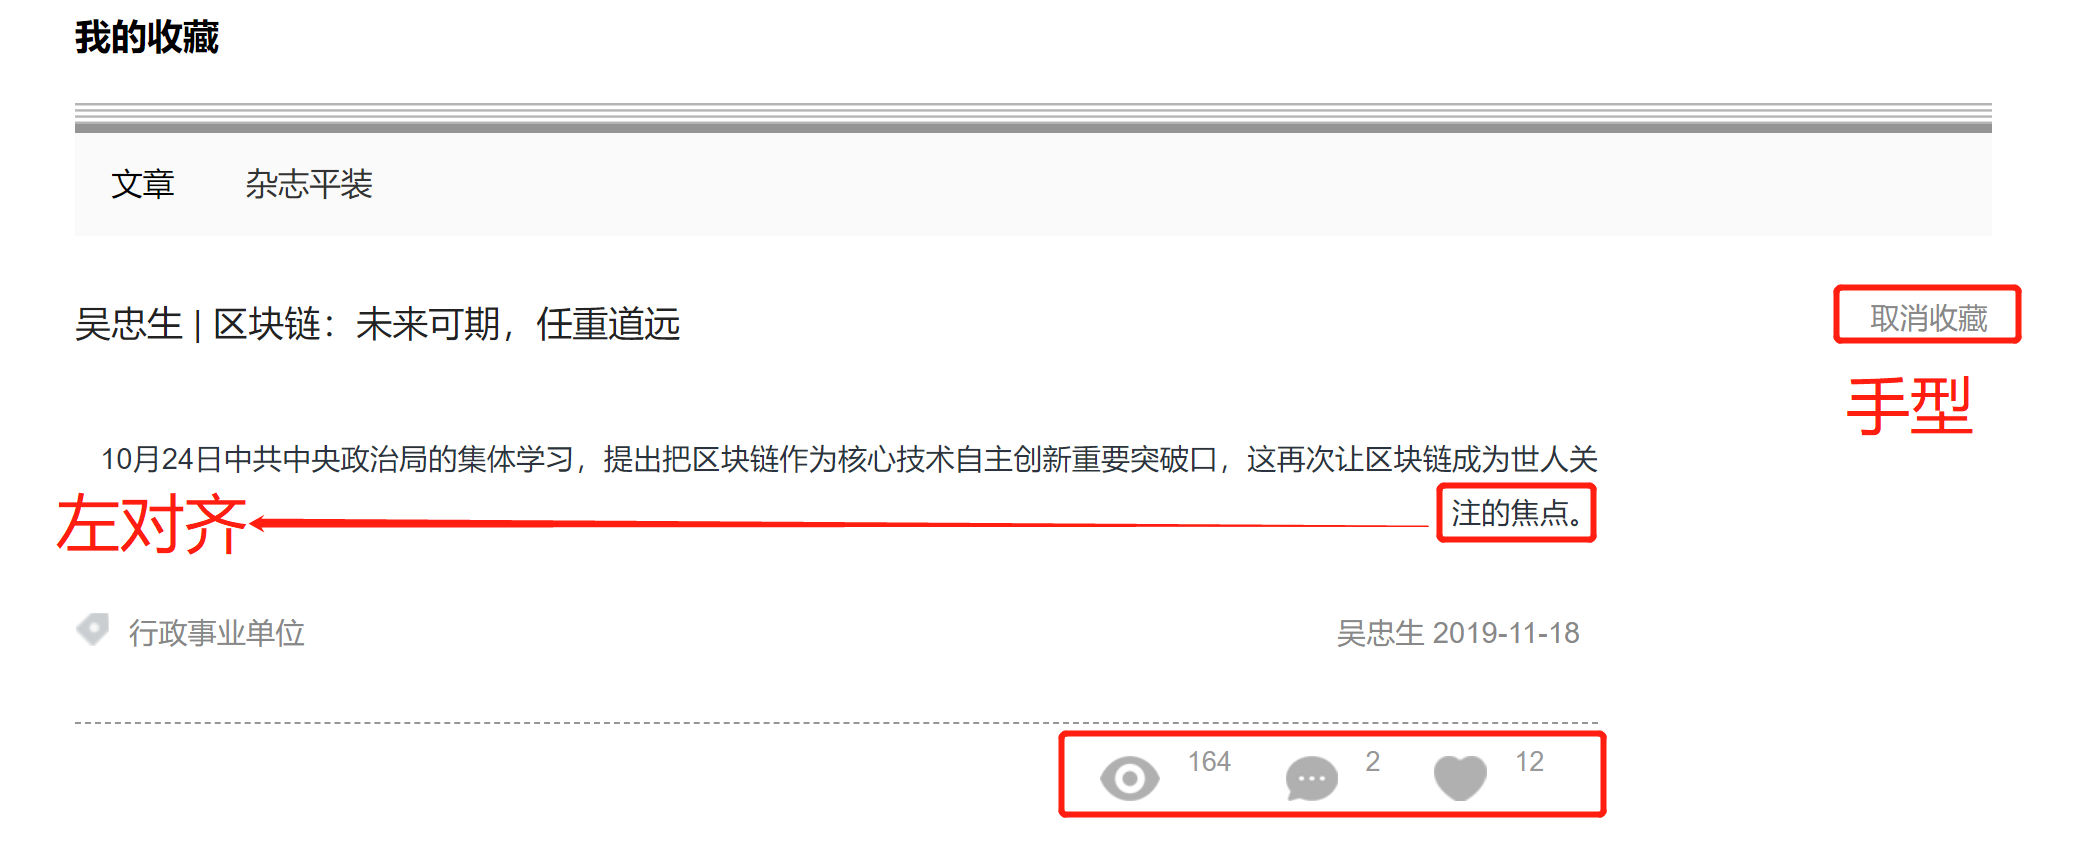 我的收藏
文章 杂志平装
吴忠生 | 区块链：未来可期，任重道远
取消收藏
手型
10月24日中共中央政治局的集体学习，提出把区块链作为核心技术自主创新重要突破口，这再次让区块链成为世人关
注的焦点。
左对齐
行政事业单位
吴忠生 2019-11-18
164 2 12